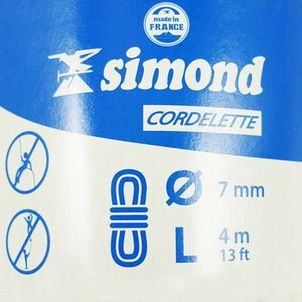 made in
FRANCE
simond
CORDELETTE
Ø 7 mm
L 4 m
13 ft